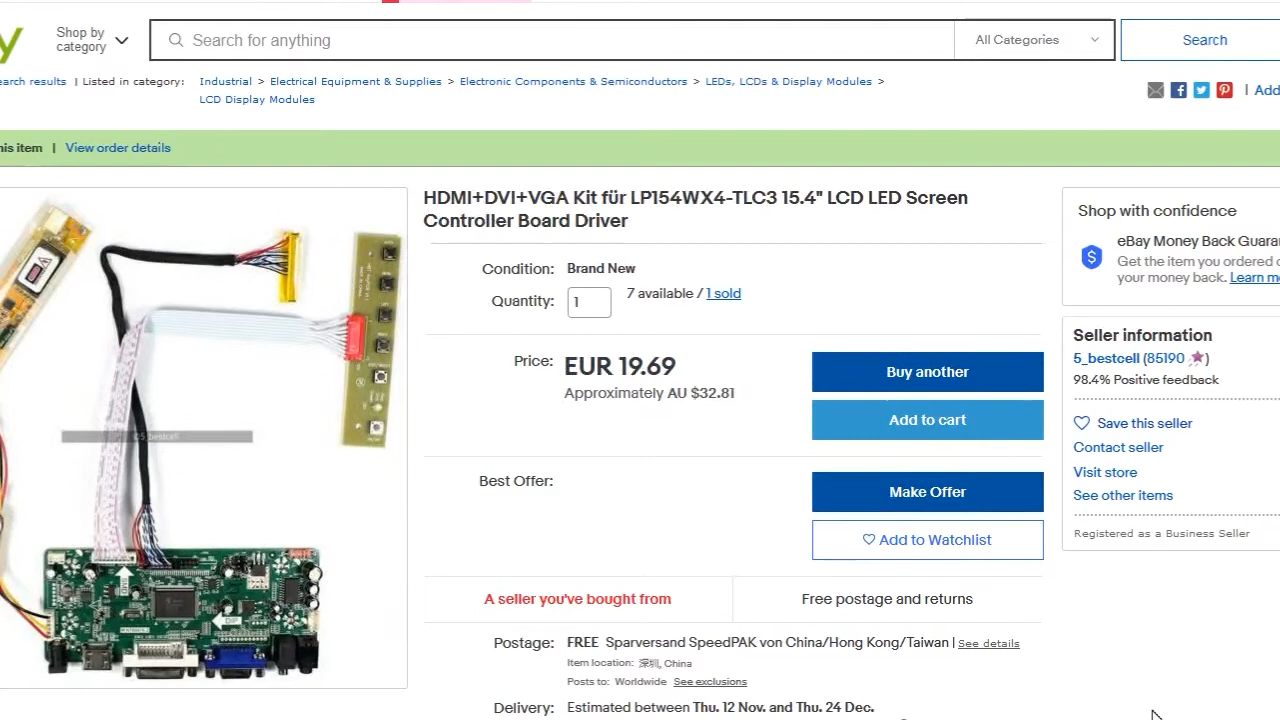 Shop by
category
Search for anything
All Categories
Search
earch results | Listed in category:
Industrial > Electrical Equipment & Supplies > Electronic Components & Semiconductors > LEDs, LCDs & Display Modules >
LCD Display Modules
| Add
his item | View order details
HDMI+DVI+VGA Kit für LP154WX4-TLC3 15.4" LCD LED Screen
Controller Board Driver
Condition: Brand New
Quantity: 1 7 available / 1 sold
Price: EUR 19.69
Approximately AU $32.81
Buy another
Add to cart
Best Offer:
Make Offer
Add to Watchlist
A seller you've bought from
Free postage and returns
Postage: FREE Sparversand SpeedPAK von China/Hong Kong/Taiwan | See details
Item location: 深圳, China
Posts to: Worldwide See exclusions
Delivery: Estimated between Thu. 12 Nov. and Thu. 24 Dec.
Shop with confidence
eBay Money Back Guara
Get the item you ordered o
your money back. Learn m
Seller information
5_bestcell (85190)
98.4% Positive feedback
Save this seller
Contact seller
Visit store
See other items
Registered as a Business Seller